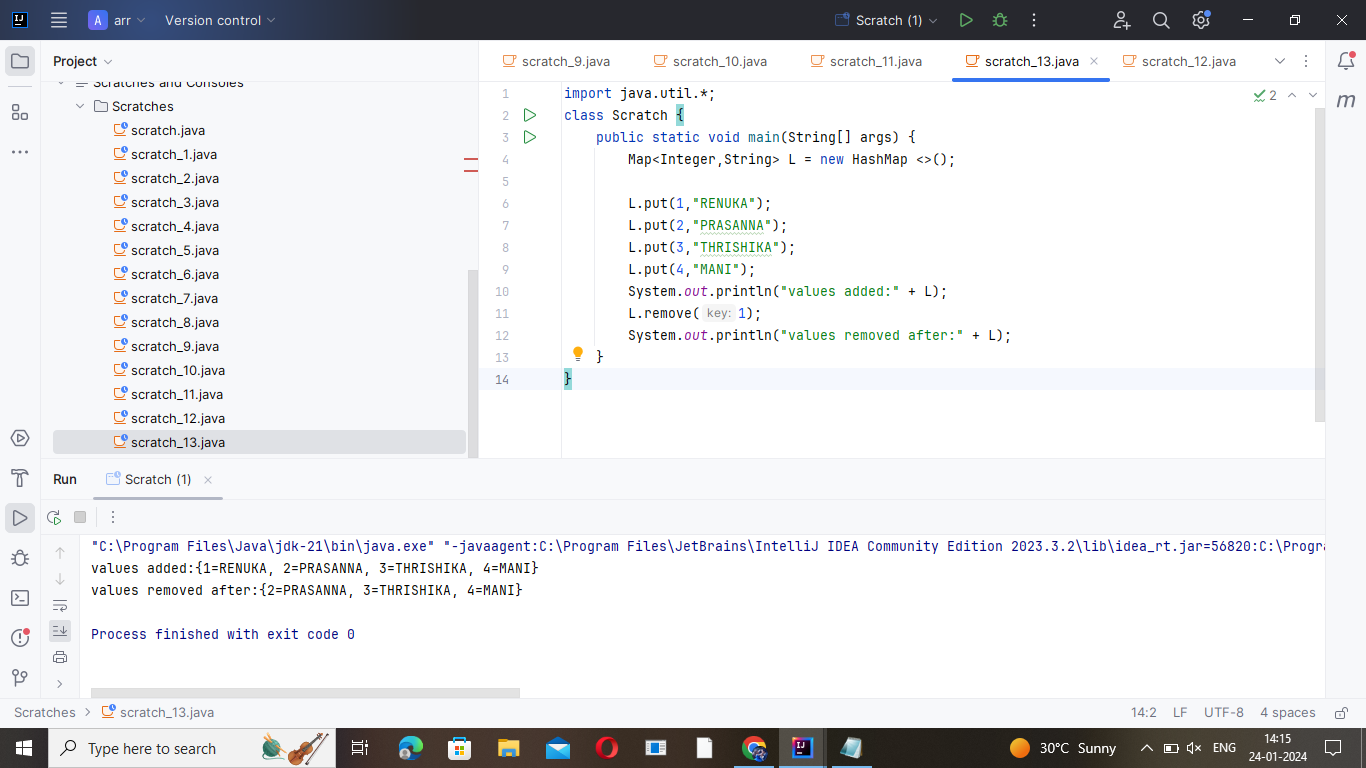 A arr Version control Scratch (1)
Project
scratch_9.java scratch_10.java scratch_11.java scratch_13.java scratch_12.java
Scratches and Consoles
Scratches
scratch.java
scratch_1.java
scratch_2.java
scratch_3.java
scratch_4.java
scratch_5.java
scratch_6.java
scratch_7.java
scratch_8.java
scratch_9.java
scratch_10.java
scratch_11.java
scratch_12.java
scratch_13.java
1 import java.util.*;
2 class Scratch {
3 public static void main(String[] args) {
4 Map<Integer,String> L = new HashMap <>();
5
6 L.put(1,"RENUKA");
7 L.put(2,"PRASANNA");
8 L.put(3,"THRISHIKA");
9 L.put(4,"MANI");
10 System.out.println("values added:" + L);
11 L.remove( key: 1);
12 System.out.println("values removed after:" + L);
13 }
14 }
2
m
Run Scratch (1)
"C:\Program Files\Java\jdk-21\bin\java.exe" "-javaagent:C:\Program Files\JetBrains\IntelliJ IDEA Community Edition 2023.3.2\lib\idea_rt.jar=56820:C:\Progra
values added:{1=RENUKA, 2=PRASANNA, 3=THRISHIKA, 4=MANI}
values removed after:{2=PRASANNA, 3=THRISHIKA, 4=MANI}
Process finished with exit code 0
Scratches > scratch_13.java 14:2 LF UTF-8 4 spaces
Type here to search 30°C Sunny ENG 14:15
24-01-2024